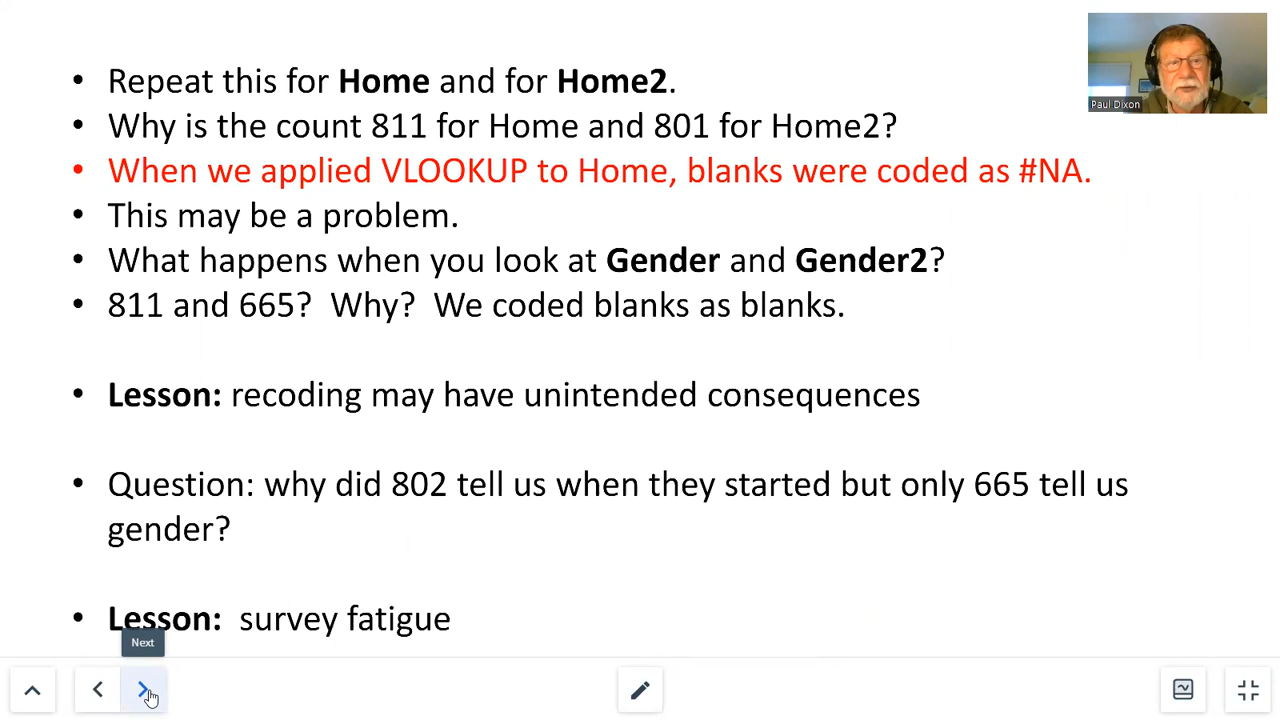 • Repeat this for Home and for Home2.
Paul Dixon
• Why is the count 811 for Home and 801 for Home2?
• When we applied VLOOKUP to Home, blanks were coded as #NA.
• This may be a problem.
• What happens when you look at Gender and Gender2?
• 811 and 665?  Why?  We coded blanks as blanks.
• Lesson: recoding may have unintended consequences
• Question: why did 802 tell us when they started but only 665 tell us
gender?
• Lesson:  survey fatigue
Next